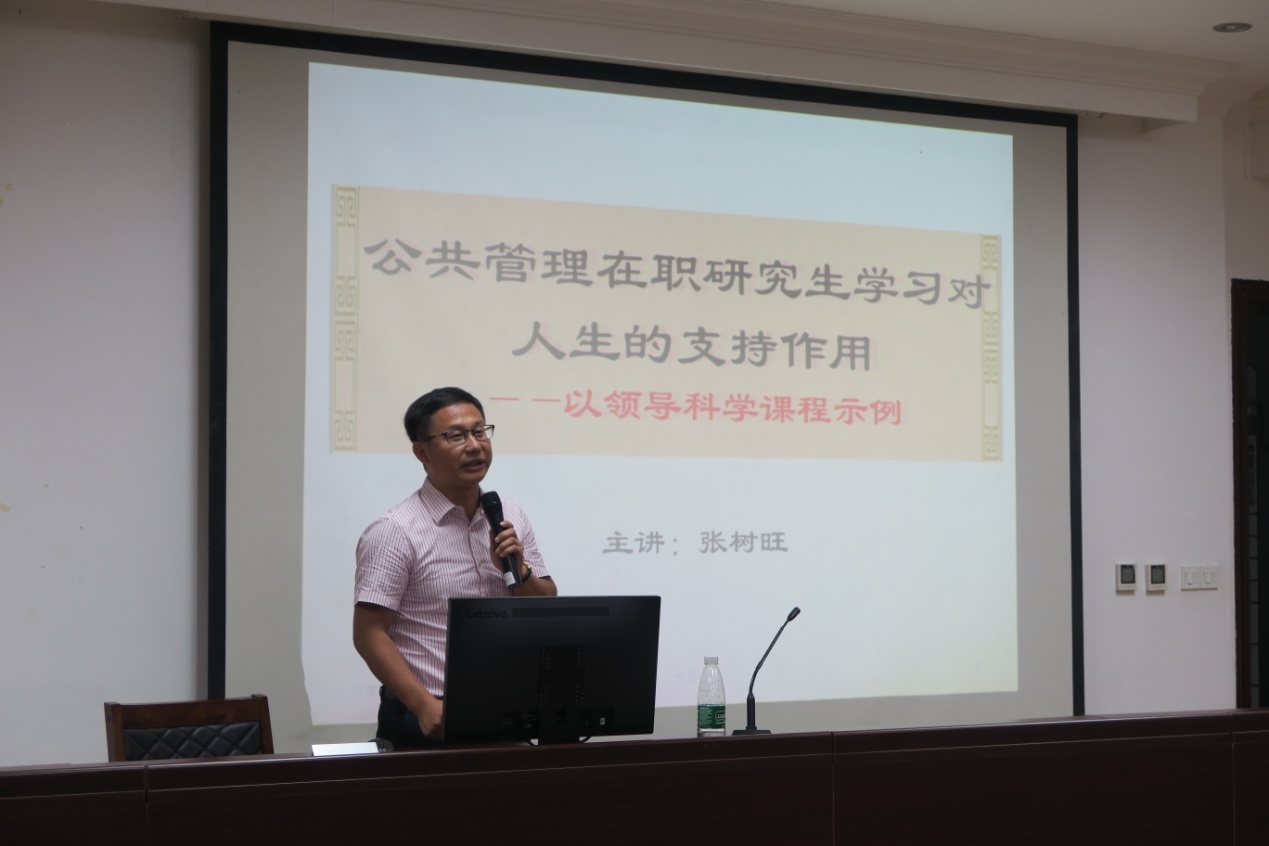 公共管理在职研究生学习对
人生的支持作用
——以领导科学课程示例
主讲：张树旺
Lenovo